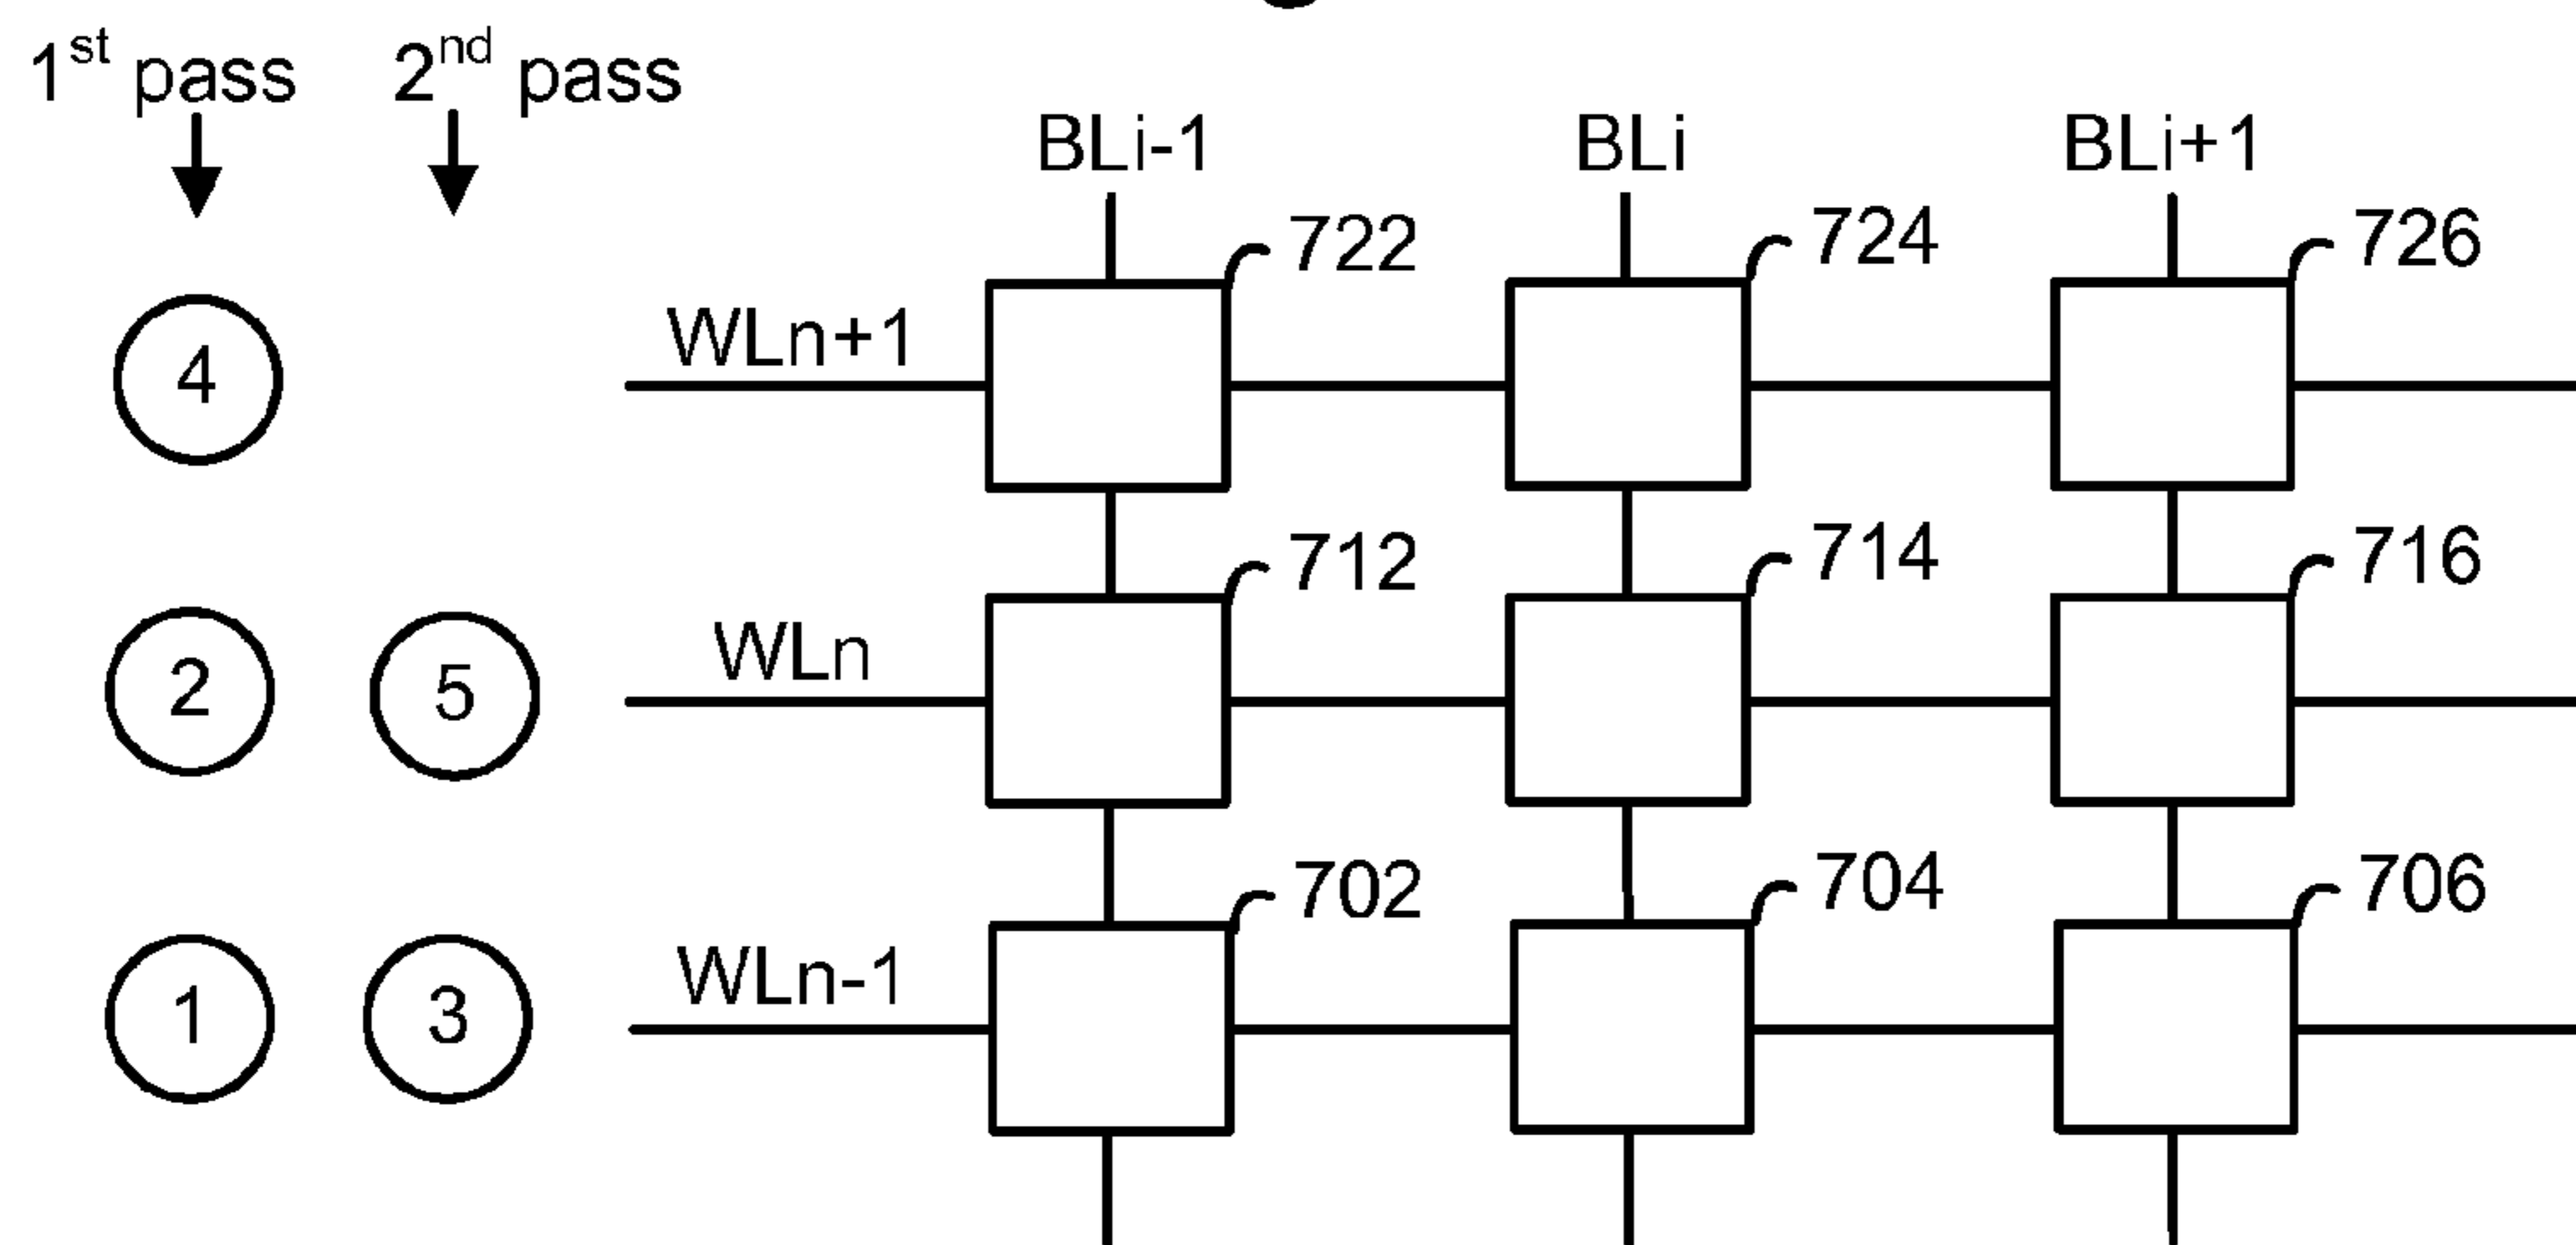 1st pass 2nd pass
BLi-1 BLi BLi+1
722 724 726
4 WLn+1
712 714 716
2 5 WLn
702 704 706
1 3 WLn-1